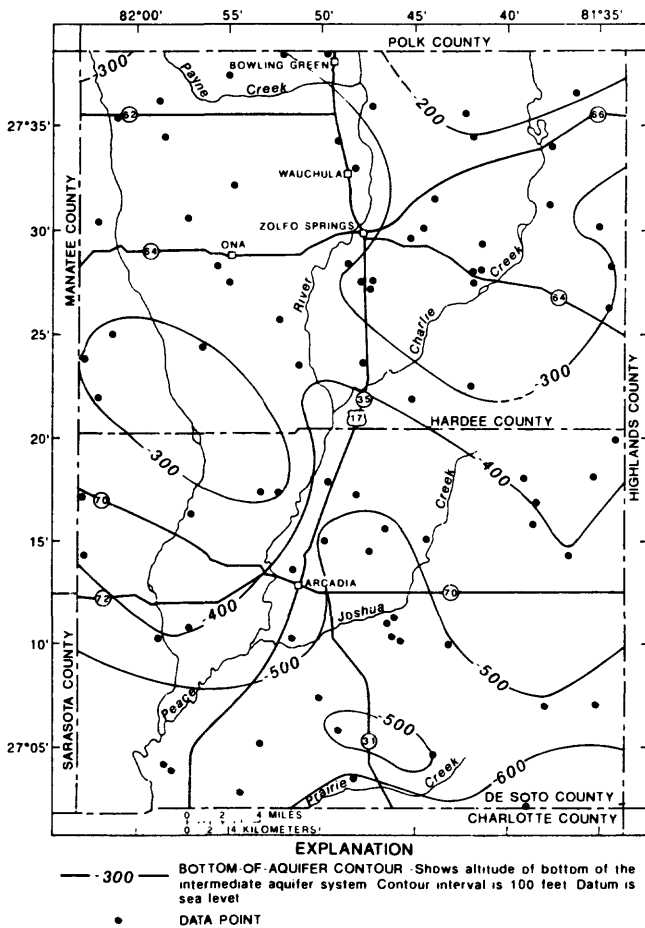 82°00' 55' 50' 45' 40' 81°35'
POLK COUNTY
BOWLING GREEN
-300
Payne
Creek
-200
27°35'
62
66
WAUCHULA
MANATEE COUNTY
ZOLFO SPRINGS
30'
64
ONA
River
Creek
64
Charlie
25'
-300
HIGHLANDS COUNTY
35
17
HARDEE COUNTY
20'
-300
-400
Creek
70
15'
72
ARCADIA
70
-400
Joshua
10'
-500
-500
SARASOTA COUNTY
Peace
-500
31
27°05'
-600
Prairie
Creek
DE SOTO COUNTY
CHARLOTTE COUNTY
0 2 4 MILES
0 2 4 KILOMETERS
EXPLANATION
-300 BOTTOM-OF-AQUIFER CONTOUR-Shows altitude of bottom of the
intermediate aquifer system Contour interval is 100 feet Datum is
sea level
DATA POINT